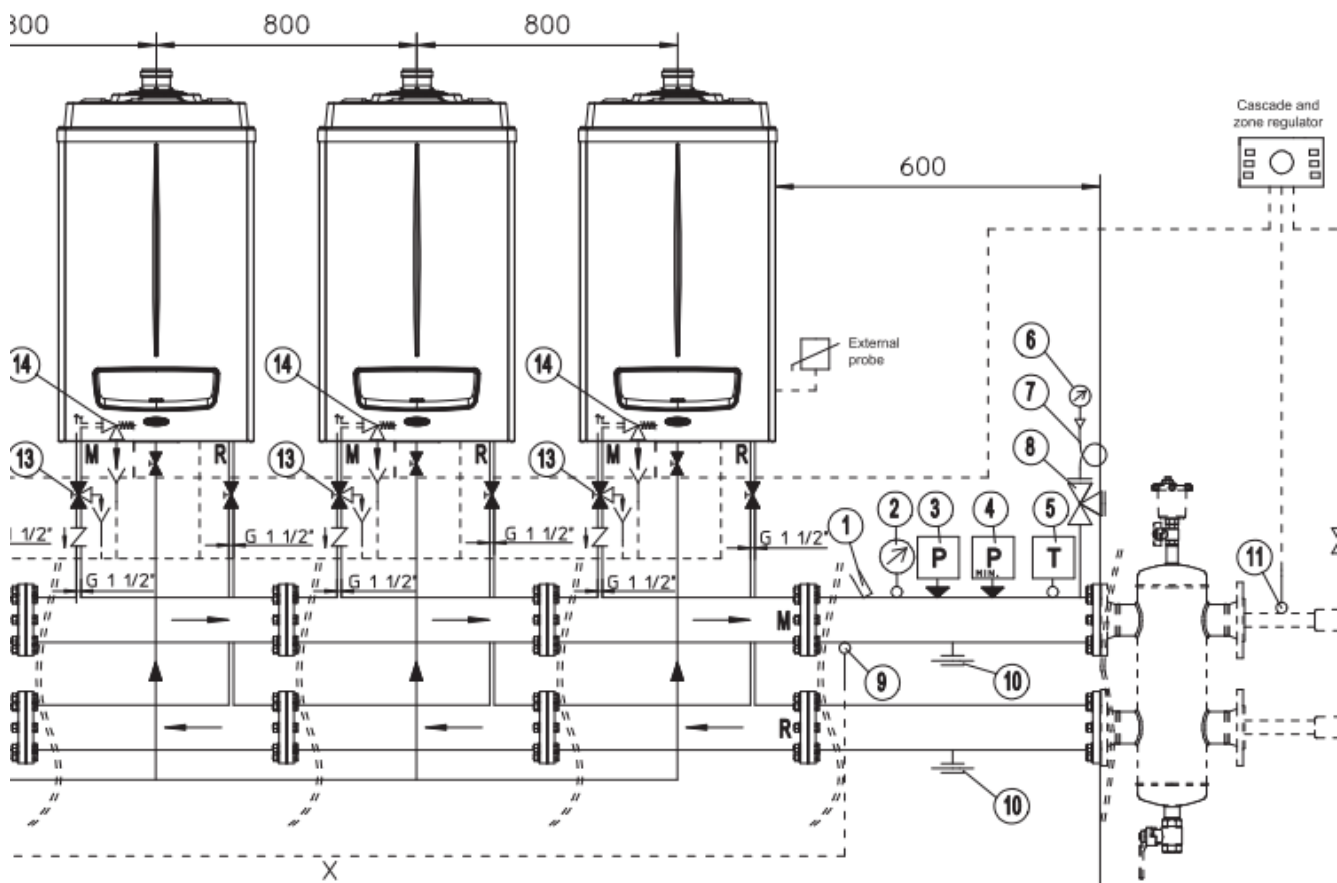 800
800
Cascade and
zone regulator
600
External
probe
14
14
14
6
7
8
M
R
M
R
M
R
13
13
13
1
2
3
4
5
P
P
MIN.
T
1 1/2"
G 1 1/2"
G 1 1/2"
G 1 1/2"
G 1 1/2"
G 1 1/2"
G 1 1/2"
11
M
9
10
R
10
X